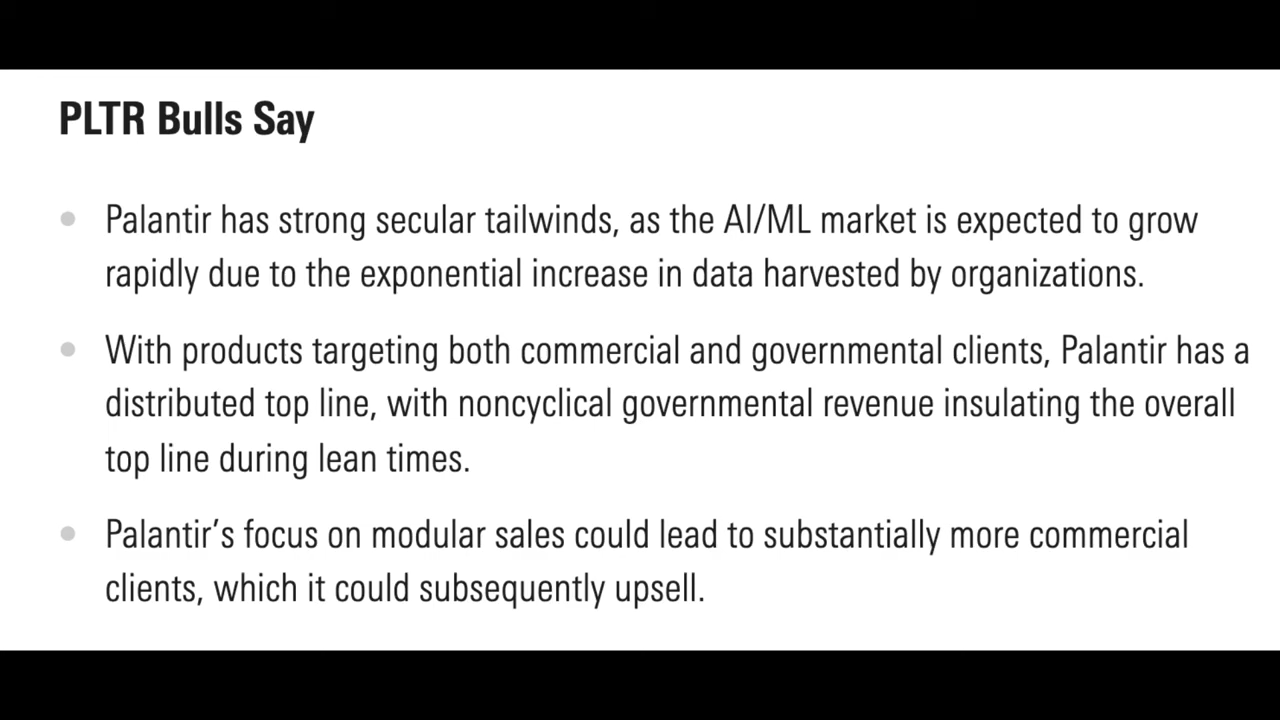 PLTR Bulls Say
Palantir has strong secular tailwinds, as the AI/ML market is expected to grow
rapidly due to the exponential increase in data harvested by organizations.
With products targeting both commercial and governmental clients, Palantir has a
distributed top line, with noncyclical governmental revenue insulating the overall
top line during lean times.
Palantir’s focus on modular sales could lead to substantially more commercial
clients, which it could subsequently upsell.